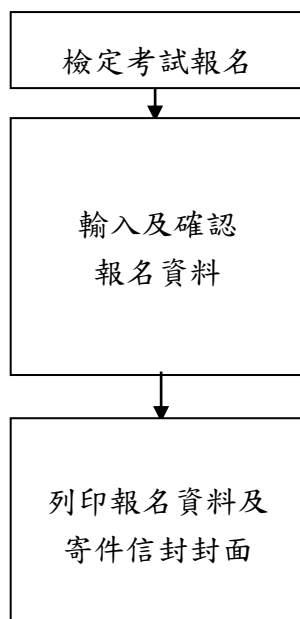 檢定考試報名
輸入及確認
報名資料
列印報名資料及
寄件信封封面